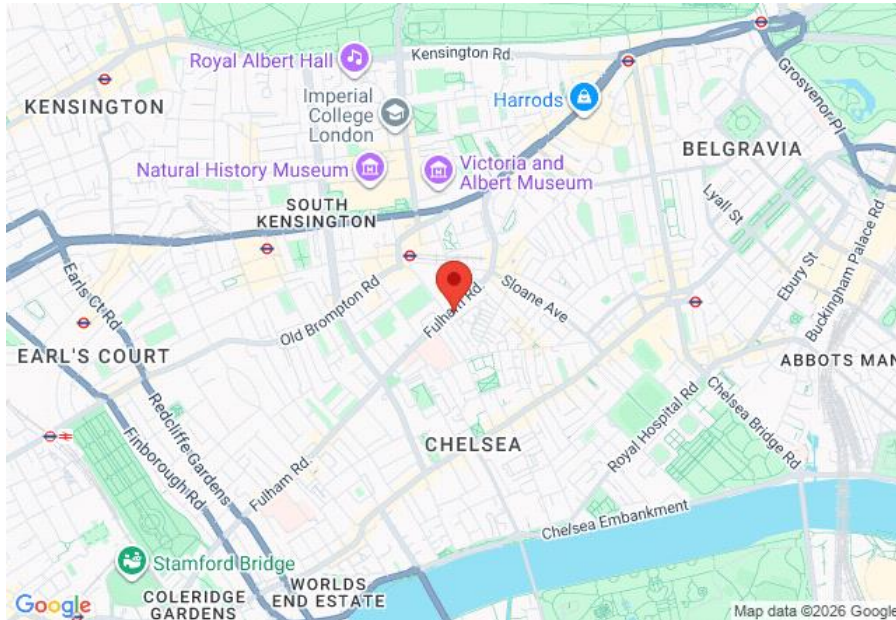 Royal Albert Hall
Kensington Rd.
Grosvenor Pl
KENSINGTON
Imperial
College
London
Harrods
BELGRAVIA
Natural History Museum
Victoria and
Albert Museum
Lyall St
SOUTH
KENSINGTON
Buckingham Palace Rd
Ebury St
Earls Ct Rd
Old Brompton Rd
Sloane Ave
Fulham Rd.
EARL'S COURT
ABBOTS MAN
Redcliffe Gardens
Finborough Rd
Royal Hospital Rd
Chelsea Bridge Rd
CHELSEA
Fulham Rd.
Chelsea Embankment
Stamford Bridge
COLERIDGE
GARDENS
WORLDS
END ESTATE
Google
Map data ©2026 Google